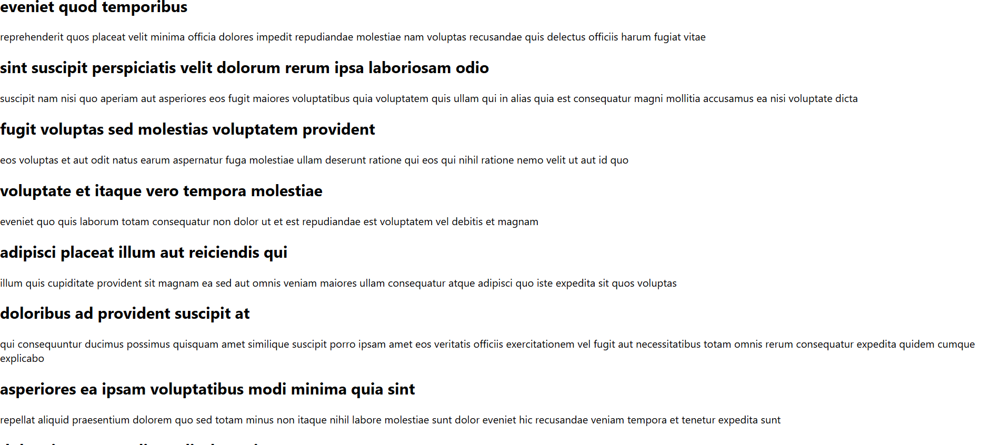 eveniet quod temporibus
reprehenderit quos placeat velit minima officia dolores impedit repudiandae molestiae nam voluptas recusandae quis delectus officiis harum fugiat vitae
sint suscipit perspiciatis velit dolorum rerum ipsa laboriosam odio
suscipit nam nisi quo aperiam aut asperiores eos fugit maiores voluptatibus quia voluptatem quis ullam qui in alias quia est consequatur magni mollitia accusamus ea nisi voluptate dicta
fugit voluptas sed molestias voluptatem provident
eos voluptas et aut odit natus earum aspernatur fuga molestiae ullam deserunt ratione qui eos qui nihil ratione nemo velit ut aut id quo
voluptate et itaque vero tempora molestiae
eveniet quo quis laborum totam consequatur non dolor ut et est repudiandae est voluptatem vel debitis et magnam
adipisci placeat illum aut reiciendis qui
illum quis cupiditate provident sit magnam ea sed aut omnis veniam maiores ullam consequatur atque adipisci quo iste expedita sit quos voluptas
doloribus ad provident suscipit at
qui consequuntur ducimus possimus quisquam amet similique suscipit porro ipsam amet eos veritatis officiis exercitationem vel fugit aut necessitatibus totam omnis rerum consequatur expedita quidem cumque
explicabo
asperiores ea ipsam voluptatibus modi minima quia sint
repellat aliquid praesentium dolorem quo sed totam minus non itaque nihil labore molestiae sunt dolor eveniet hic recusandae veniam tempora et tenetur expedita sunt